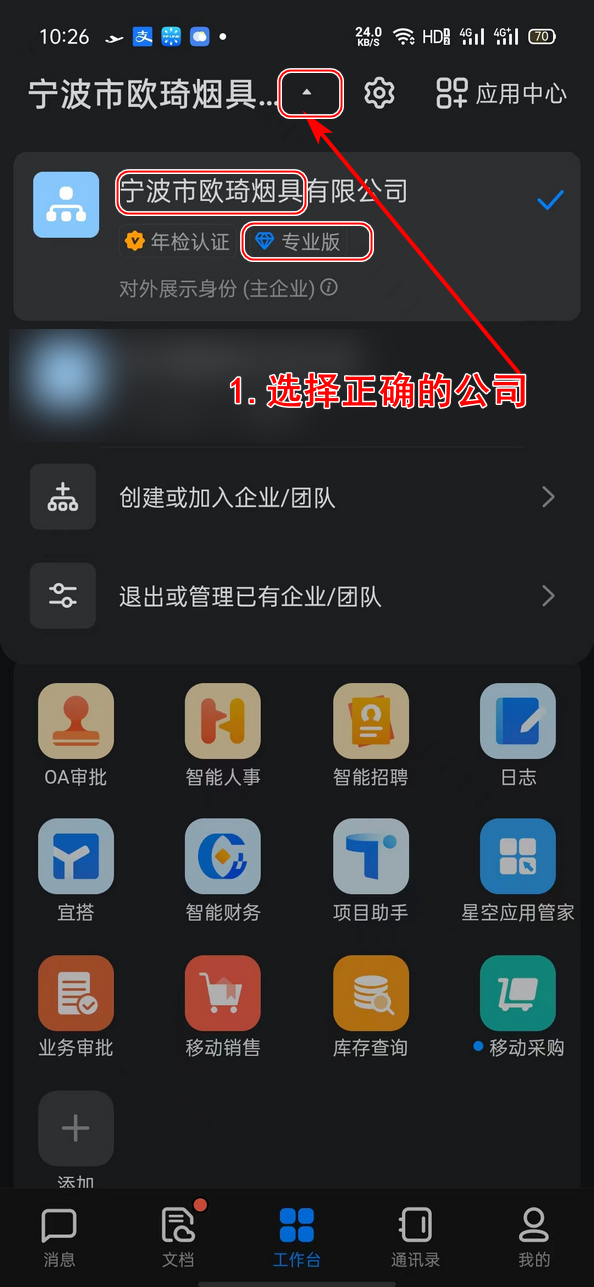 10:26
24.0
KB/S
HD
4G
4G+
70
宁波市欧琦烟具...
应用中心
宁波市欧琦烟具有限公司
年检认证
专业版
对外展示身份 (主企业)
1.选择正确的公司
创建或加入企业/团队
退出或管理已有企业/团队
OA审批
智能人事
智能招聘
日志
宜搭
智能财务
项目助手
星空应用管家
业务审批
移动销售
库存查询
移动采购
添加
消息
文档
工作台
通讯录
我的